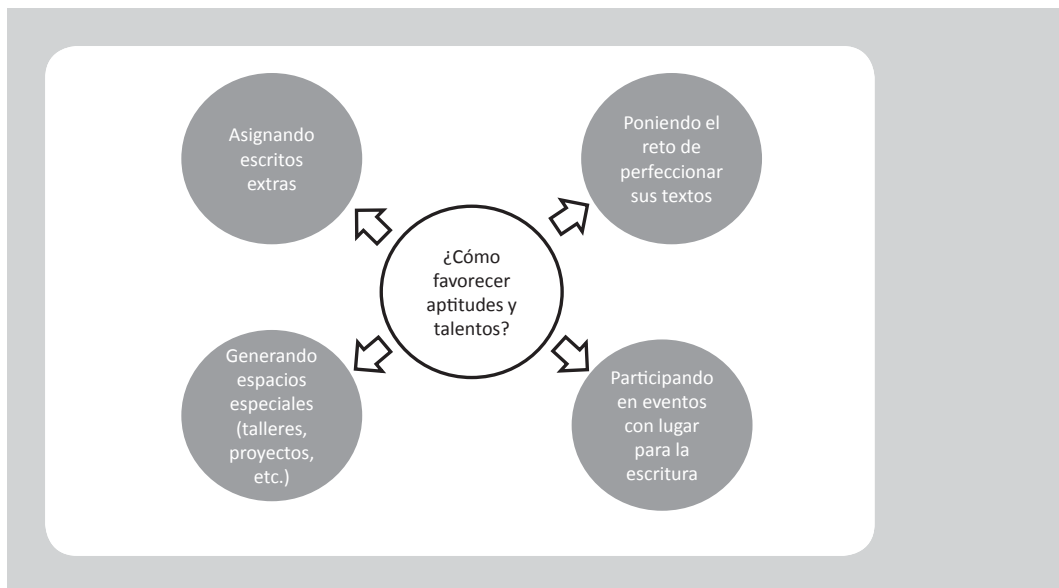 Asignando
escritos
extras
Poniendo el
reto de
perfeccionar
sus textos
¿Cómo
favorecer
aptitudes y
talentos?
Generando
espacios
especiales
(talleres,
proyectos,
etc.)
Participando
en eventos
con lugar
para la
escritura